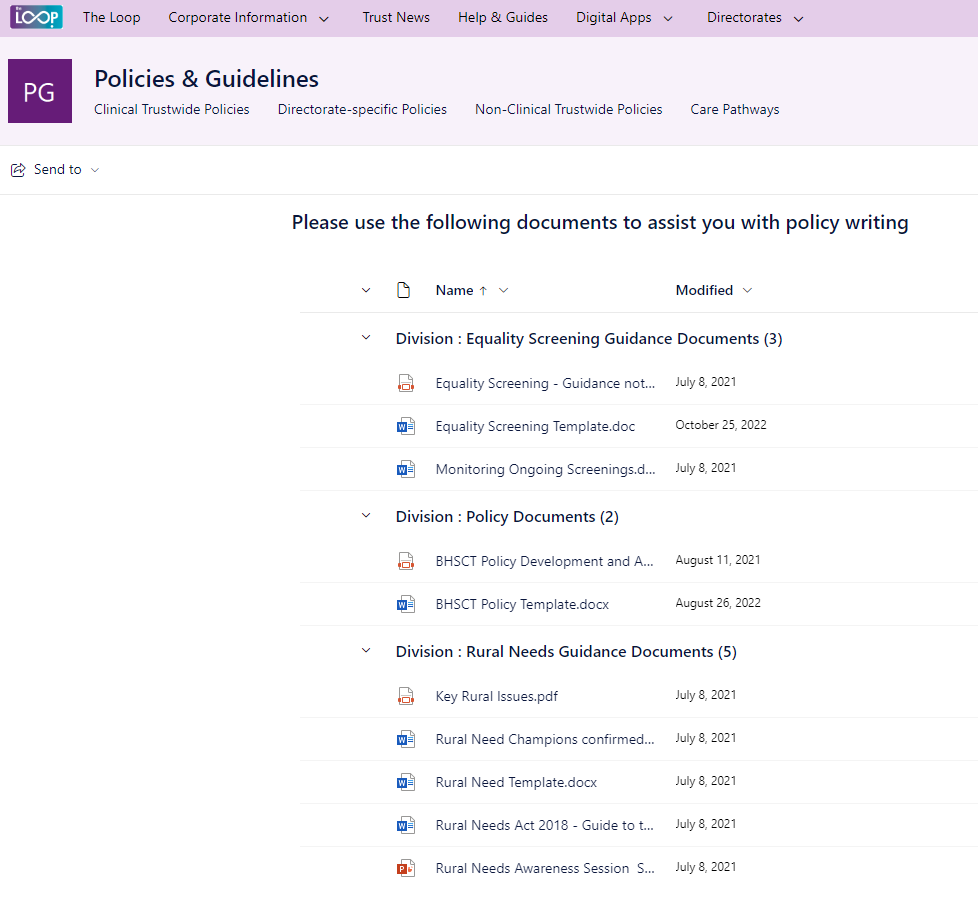 the
LOOP The Loop Corporate Information Trust News Help & Guides Digital Apps Directorates
PG
Policies & Guidelines
Clinical Trustwide Policies Directorate-specific Policies Non-Clinical Trustwide Policies Care Pathways
Send to
Please use the following documents to assist you with policy writing
Name ↑ Modified
Division : Equality Screening Guidance Documents (3)
Equality Screening - Guidance not... July 8, 2021
Equality Screening Template.doc October 25, 2022
Monitoring Ongoing Screenings.d... July 8, 2021
Division : Policy Documents (2)
BHSCT Policy Development and A... August 11, 2021
BHSCT Policy Template.docx August 26, 2022
Division : Rural Needs Guidance Documents (5)
Key Rural Issues.pdf July 8, 2021
Rural Need Champions confirmed... July 8, 2021
Rural Need Template.docx July 8, 2021
Rural Needs Act 2018 - Guide to t... July 8, 2021
Rural Needs Awareness Session S... July 8, 2021